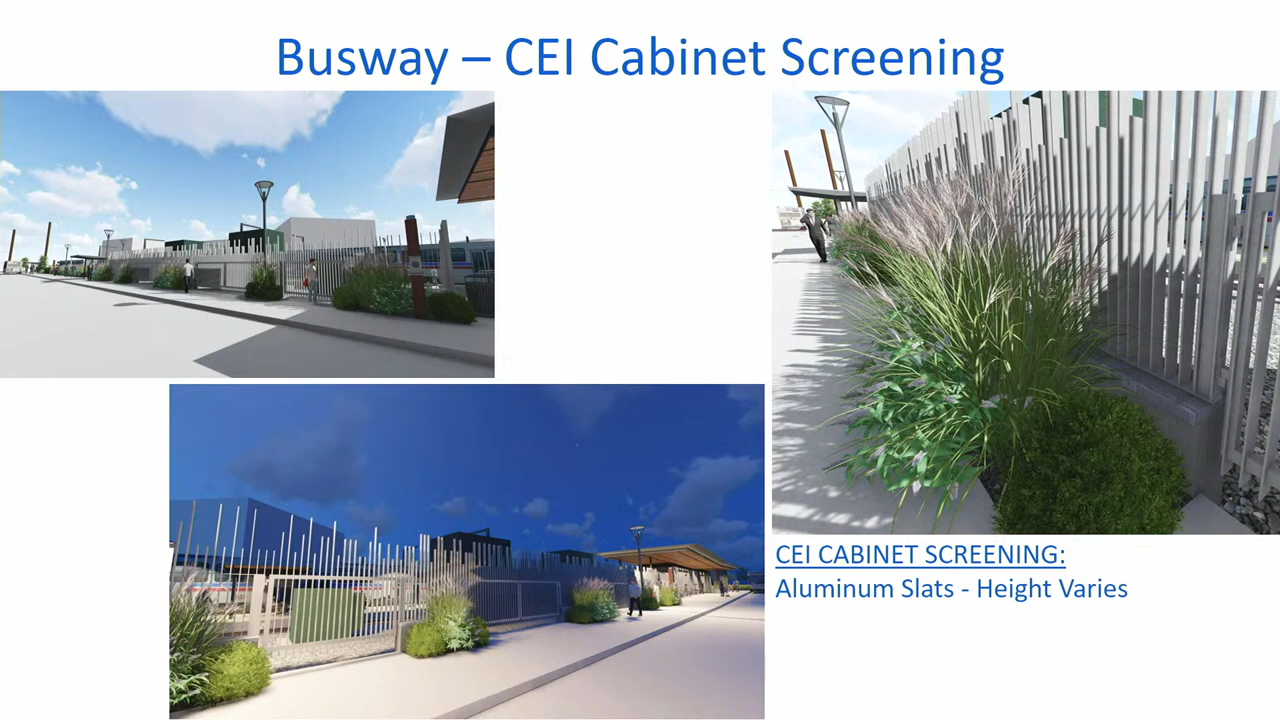 Busway – CEI Cabinet Screening
CEI CABINET SCREENING:
Aluminum Slats - Height Varies